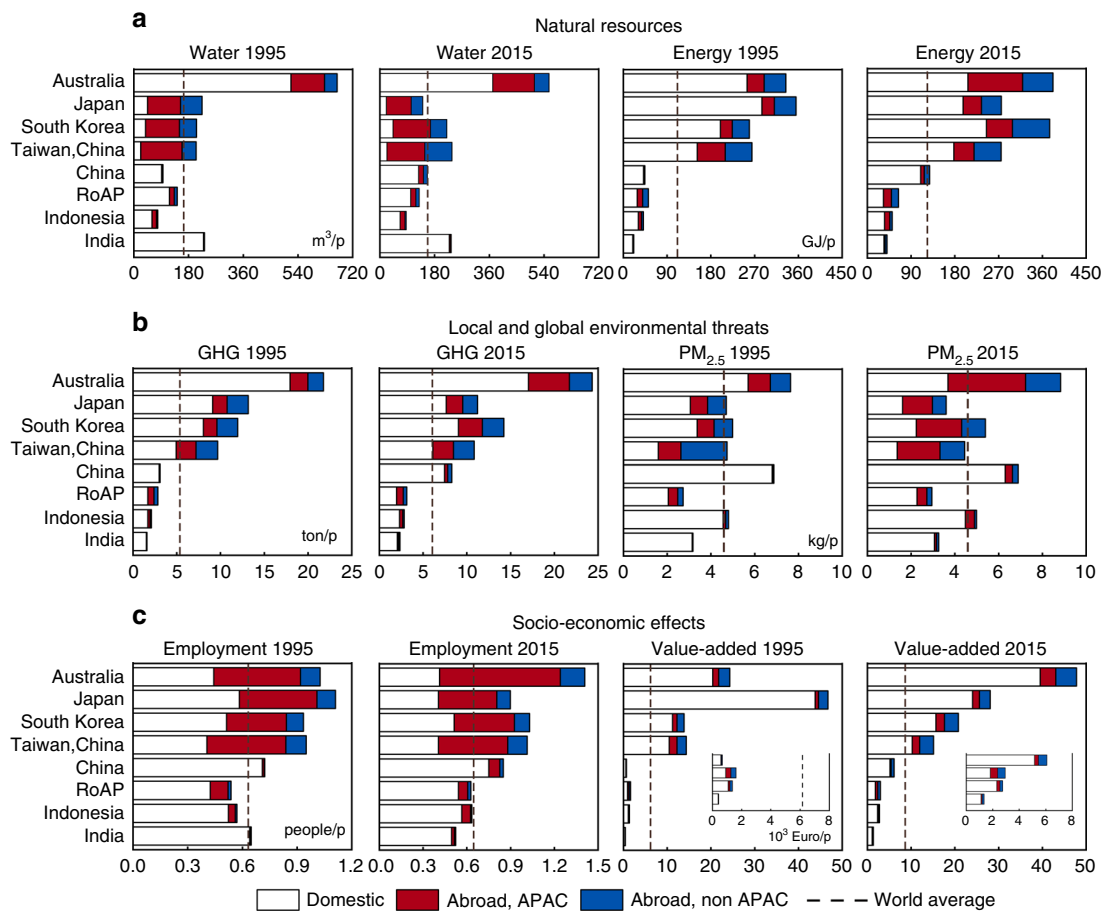 a
Natural resources
Water 1995 Water 2015 Energy 1995 Energy 2015
Australia
Japan
South Korea
Taiwan,China
China
RoAP
Indonesia
India
m³/p GJ/p
0 180 360 540 720 0 180 360 540 720 0 90 180 270 360 450 0 90 180 270 360 450
b
Local and global environmental threats
GHG 1995 GHG 2015 PM2.5 1995 PM2.5 2015
Australia
Japan
South Korea
Taiwan,China
China
RoAP
Indonesia
India
ton/p kg/p
0 5 10 15 20 25 0 5 10 15 20 25 0 2 4 6 8 10 0 2 4 6 8 10
c
Socio-economic effects
Employment 1995 Employment 2015 Value-added 1995 Value-added 2015
Australia
Japan
South Korea
Taiwan,China
China
RoAP
Indonesia
India
people/p
0 2 4 6 8 0 2 4 6 8
10³ Euro/p
0.0 0.3 0.6 0.9 1.2 0.0 0.3 0.6 0.9 1.2 1.5 0 10 20 30 40 50 0 10 20 30 40 50
Domestic Abroad, APAC Abroad, non APAC World average